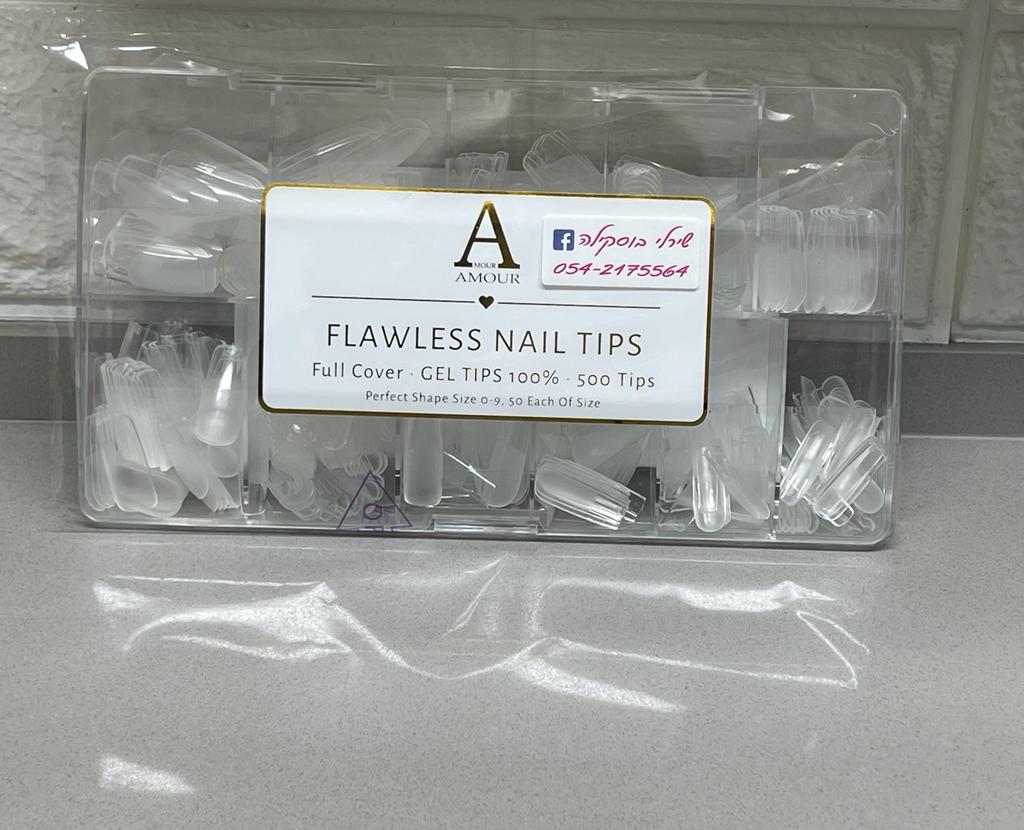 A
MOUR
AMOUR
שירלי בוסקילה
054-2175564
FLAWLESS NAIL TIPS
Full Cover · GEL TIPS 100% · 500 Tips
Perfect Shape Size 0-9, 50 Each Of Size